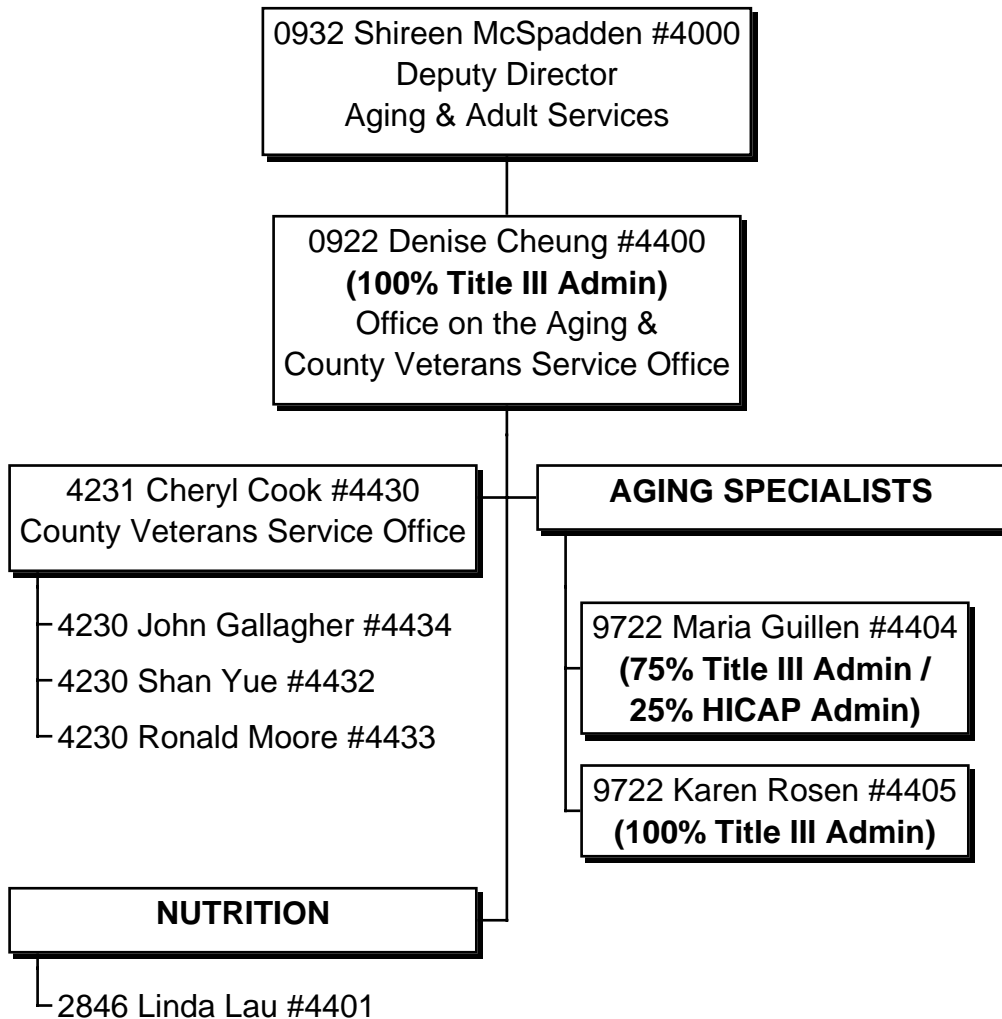 0932 Shireen McSpadden #4000
Deputy Director
Aging & Adult Services
0922 Denise Cheung #4400
(100% Title III Admin)
Office on the Aging &
County Veterans Service Office
4231 Cheryl Cook #4430
County Veterans Service Office
4230 John Gallagher #4434
4230 Shan Yue #4432
4230 Ronald Moore #4433
AGING SPECIALISTS
9722 Maria Guillen #4404
(75% Title III Admin /
25% HICAP Admin)
9722 Karen Rosen #4405
(100% Title III Admin)
NUTRITION
2846 Linda Lau #4401